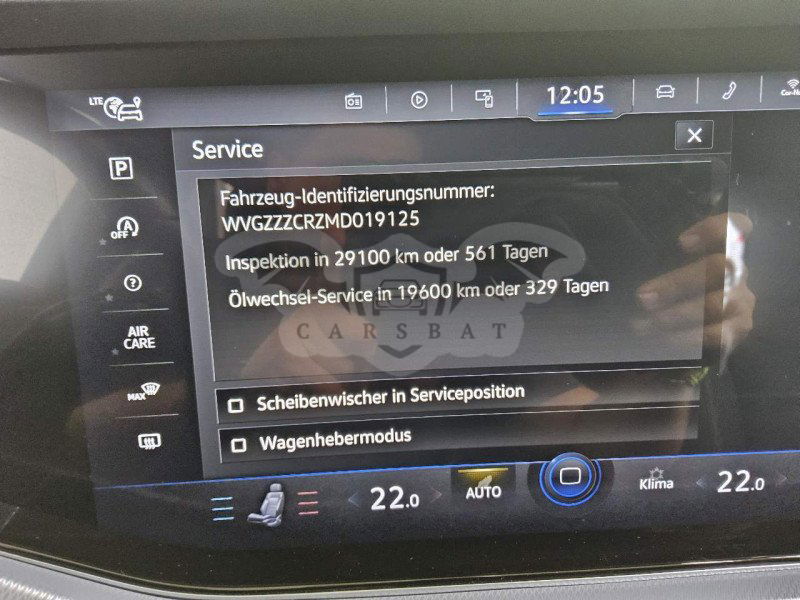 LTE
12:05
Car-N
Service
Fahrzeug-Identifizierungsnummer:
WVGZZZCRZMD019125
Inspektion in 29100 km oder 561 Tagen
Ölwechsel-Service in 19600 km oder 329 Tagen
CARSBAT
Scheibenwischer in Serviceposition
Wagenhebermodus
P
A
OFF
?
AIR
CARE
MAX
22.0
AUTO
Klima
22.0